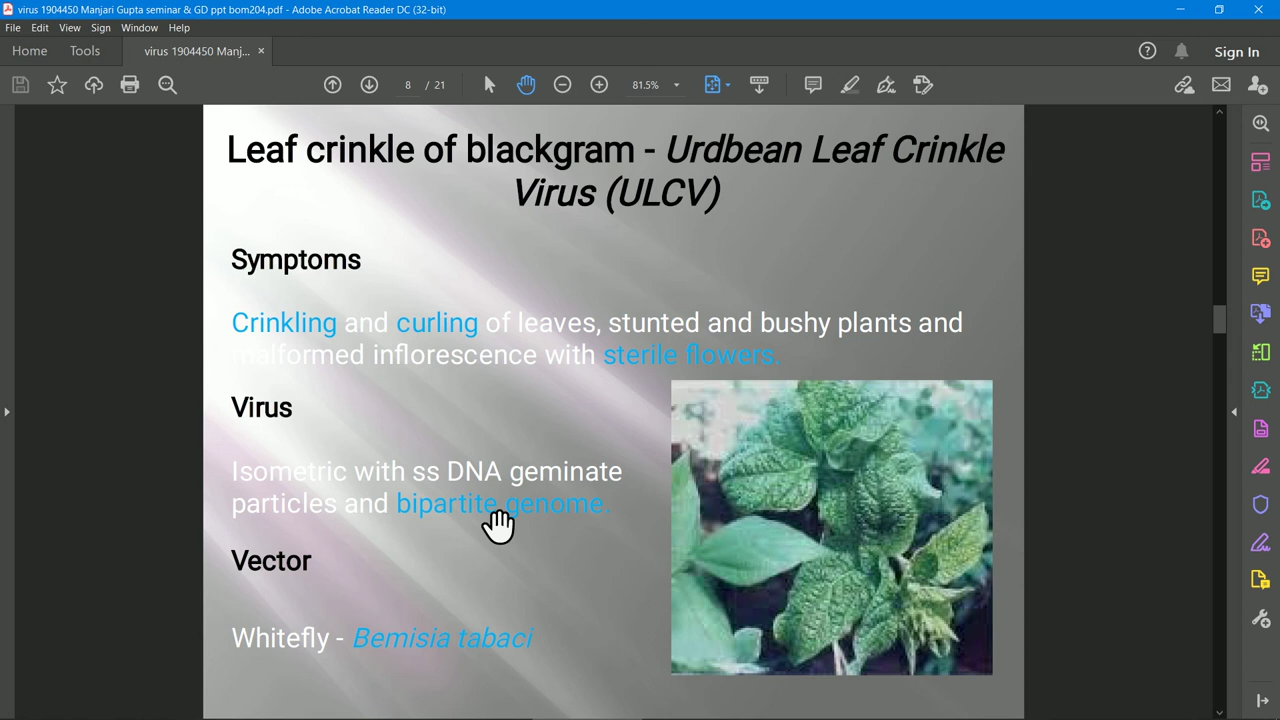 virus 1904450 Manjari Gupta seminar & GD ppt bom204.pdf - Adobe Acrobat Reader DC (32-bit)
File Edit View Sign Window Help
Home Tools virus 1904450 Manj... × Sign In
8 / 21 81.5%
Leaf crinkle of blackgram - Urdbean Leaf Crinkle
Virus (ULCV)
Symptoms
Crinkling and curling of leaves, stunted and bushy plants and
malformed inflorescence with sterile flowers.
Virus
Isometric with ss DNA geminate
particles and bipartite genome.
Vector
Whitefly - Bemisia tabaci